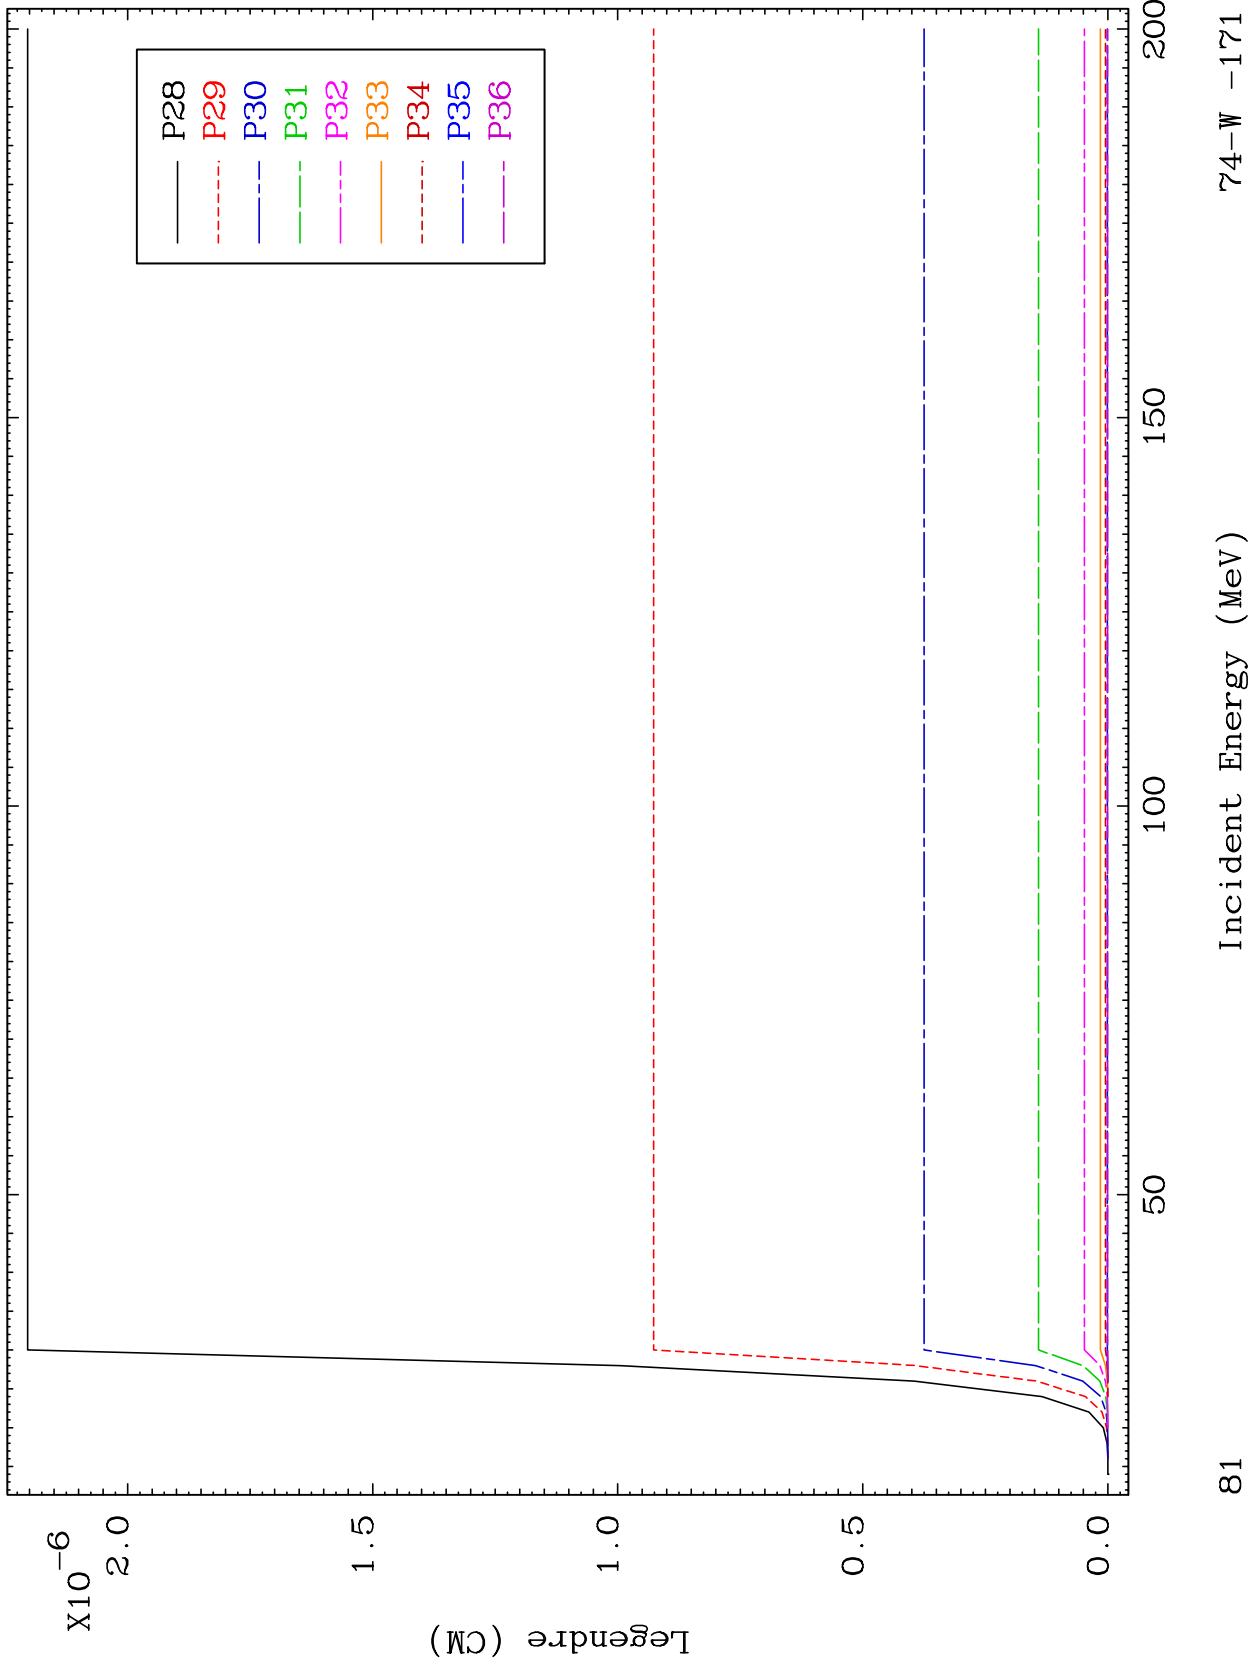 X10-6
2.0
1.5
1.0
0.5
0.0
Legendre (CM)
P28
P29
P30
P31
P32
P33
P34
P35
P36
50
100
150
200
Incident Energy (MeV)
81
74-W -171